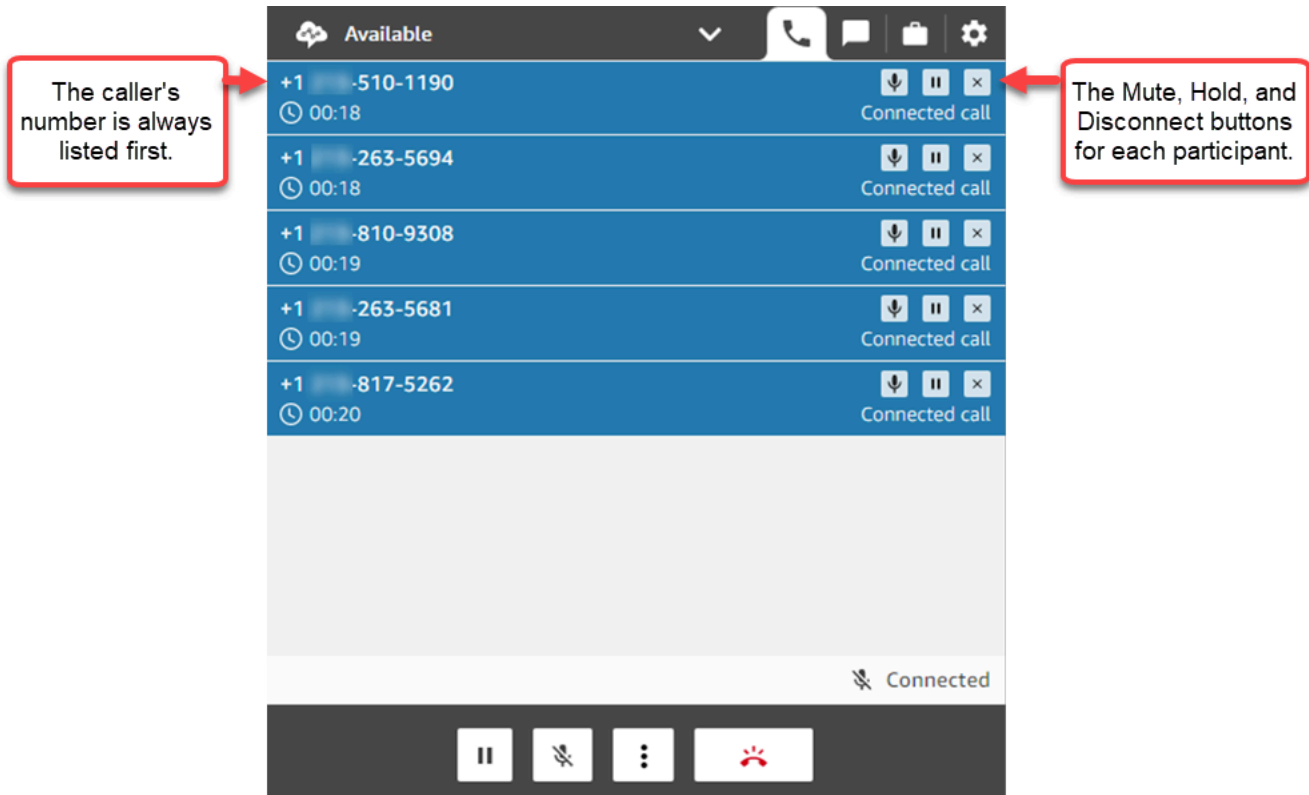 Available
The caller's
number is always
listed first.
+1 -510-1190
00:18
Connected call
The Mute, Hold, and
Disconnect buttons
for each participant.
+1 -263-5694
00:18
Connected call
+1 -810-9308
00:19
Connected call
+1 -263-5681
00:19
Connected call
+1 -817-5262
00:20
Connected call
Connected